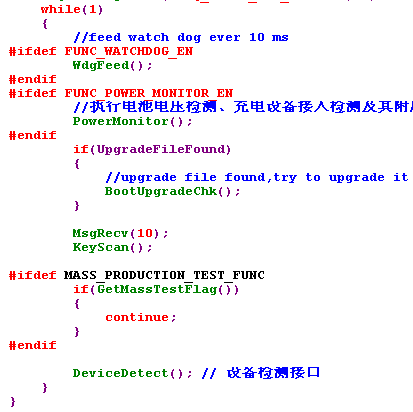 while(1)
{
//feed watch dog ever 10 ms
#ifdef FUNC_WATCHDOG_EN
WdgFeed();
#endif
#ifdef FUNC_POWER_MONITOR_EN
//执行电池电压检测、充电设备接入检测及其附
PowerMonitor();
#endif
if(UpgradeFileFound)
{
//upgrade file found,try to upgrade it
BootUpgradeChk();
}
MsgRecv(10);
KeyScan();
#ifdef MASS_PRODUCTION_TEST_FUNC
if(GetMassTestFlag())
{
continue;
}
#endif
DeviceDetect(); // 设备检测接口
}
}